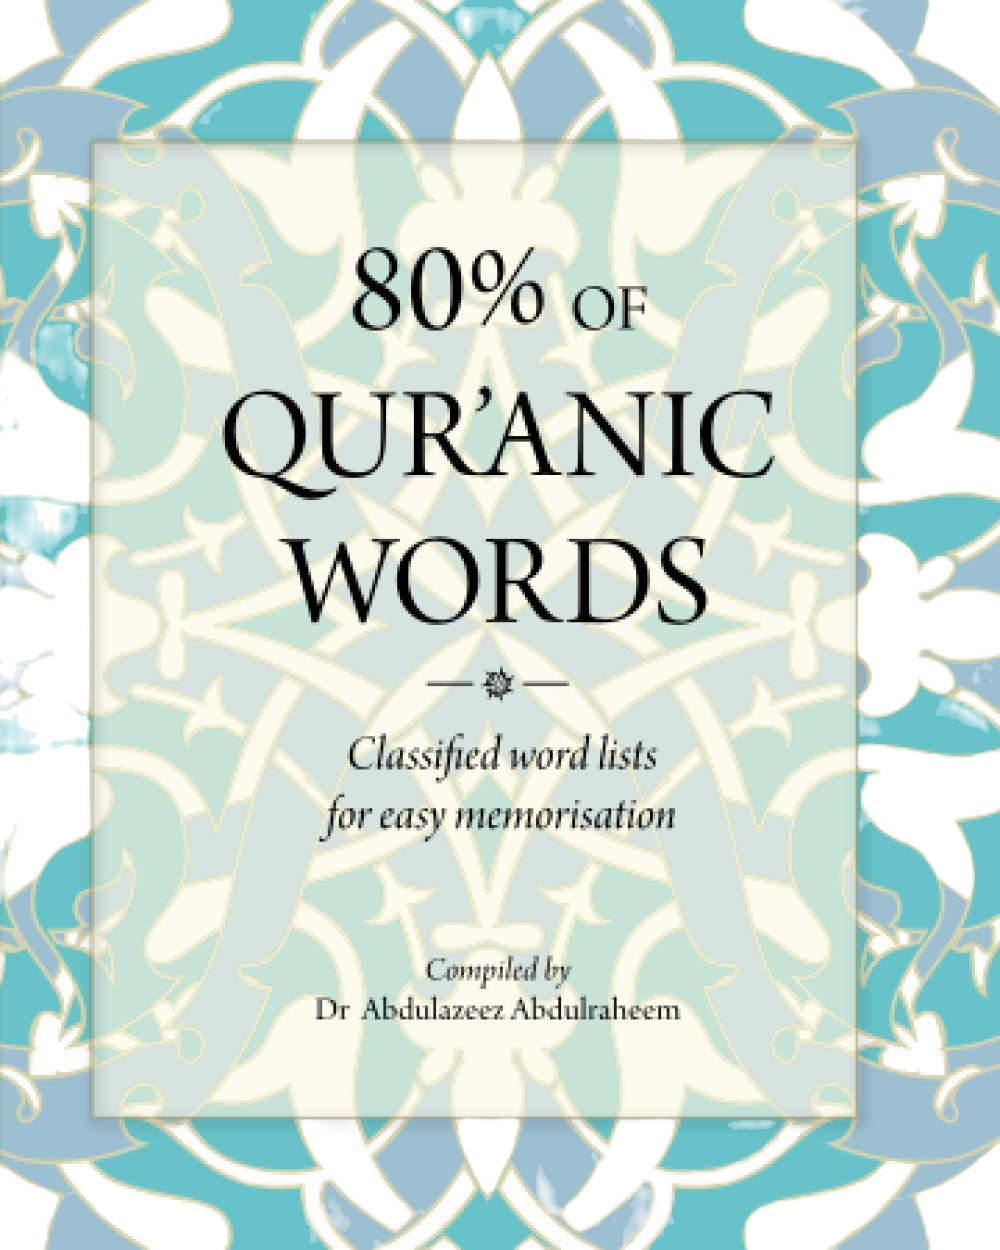 80% OF
QUR’ANIC
WORDS
Classified word lists
for easy memorisation
Compiled by
Dr Abdulazeez Abdulraheem